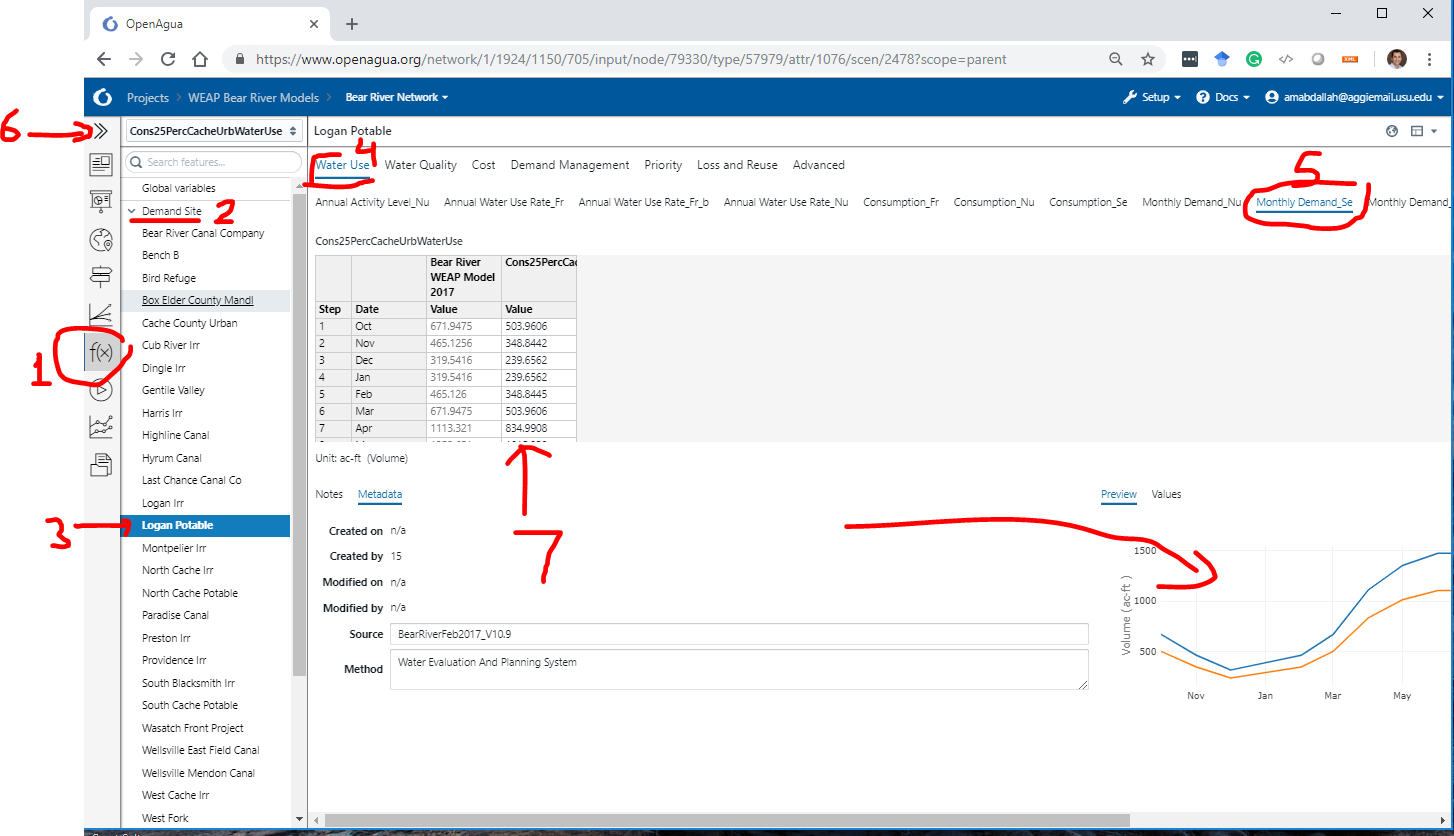 OpenAgua
https://www.openagua.org/network/1/1924/1150/705/input/node/79330/type/57979/attr/1076/scen/2478?scope=parent
XML
Projects > WEAP Bear River Models > Bear River Network
Setup Docs amabdallah@aggiemail.usu.edu
6
Cons25PercCacheUrbWaterUse
Logan Potable
Search features...
4
Water Use Water Quality Cost Demand Management Priority Loss and Reuse Advanced
5
Global variables
Demand Site
2
Annual Activity Level_Nu Annual Water Use Rate_Fr Annual Water Use Rate_Fr_b Annual Water Use Rate_Nu Consumption_Fr Consumption_Nu Consumption_Se Monthly Demand_Nu Monthly Demand_Se Monthly Demand_
Bear River Canal Company
Bench B
Bird Refuge
Box Elder County MandI
Cache County Urban
Cub River Irr
Dingle Irr
Gentile Valley
Harris Irr
Highline Canal
Hyrum Canal
Last Chance Canal Co
Logan Irr
Logan Potable
Montpelier Irr
North Cache Irr
North Cache Potable
Paradise Canal
Preston Irr
Providence Irr
South Blacksmith Irr
South Cache Potable
Wasatch Front Project
Wellsville East Field Canal
Wellsville Mendon Canal
West Cache Irr
West Fork
f(x)
1
3
Cons25PercCacheUrbWaterUse
Bear River WEAP Model 2017 Cons25PercCac
Step Date Value Value
1 Oct 671.9475 503.9606
2 Nov 465.1256 348.8442
3 Dec 319.5416 239.6562
4 Jan 319.5416 239.6562
5 Feb 465.126 348.8445
6 Mar 671.9475 503.9606
7 Apr 1113.321 834.9908
Unit: ac-ft (Volume)
7
Notes Metadata
Created on n/a
Created by 15
Modified on n/a
Modified by n/a
Source BearRiverFeb2017_V10.9
Method Water Evaluation And Planning System
Preview Values
Volume ( ac-ft )
1500
1000
500
Nov Jan Mar May